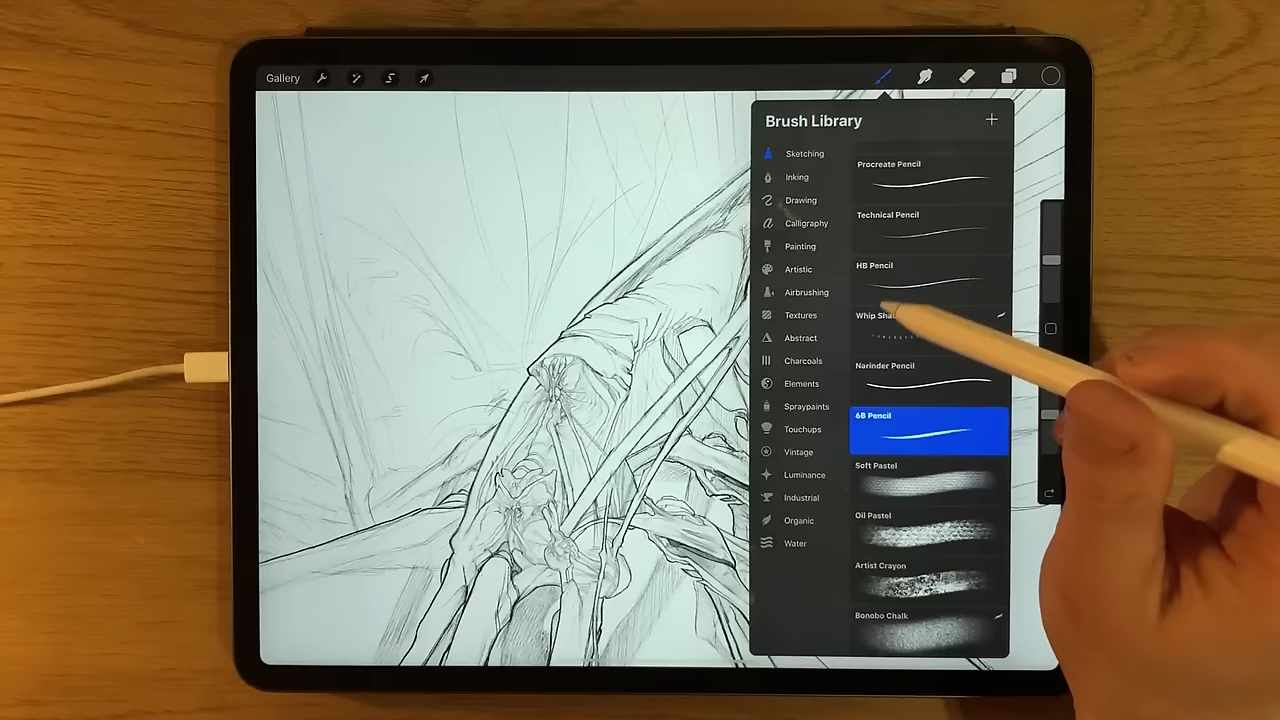 Gallery
Brush Library
Sketching
Inking
Drawing
Calligraphy
Painting
Artistic
Airbrushing
Textures
Abstract
Charcoals
Elements
Spraypaints
Touchups
Vintage
Luminance
Industrial
Organic
Water
Procreate Pencil
Technical Pencil
HB Pencil
Whip
Narinder Pencil
6B Pencil
Soft Pastel
Oil Pastel
Artist Crayon
Bonobo Chalk